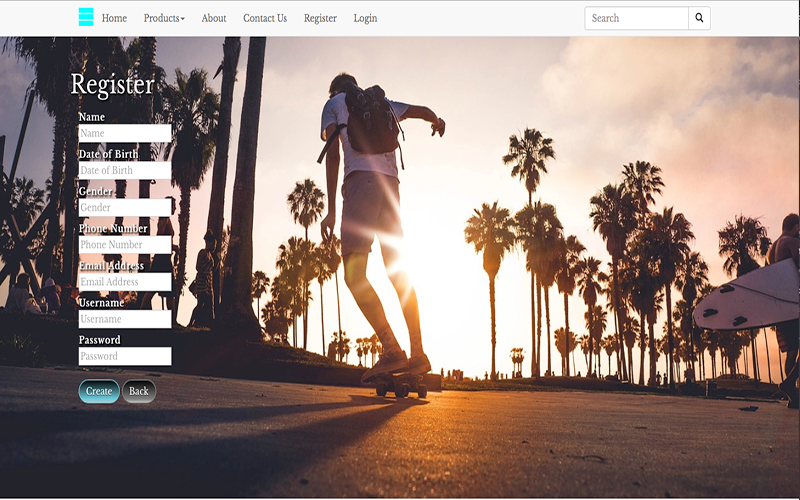 Home Products About Contact Us Register Login Search
Register
Name
Name
Date of Birth
Date of Birth
Gender
Gender
Phone Number
Phone Number
Email Address
Email Address
Username
Username
Password
Password
Create Back